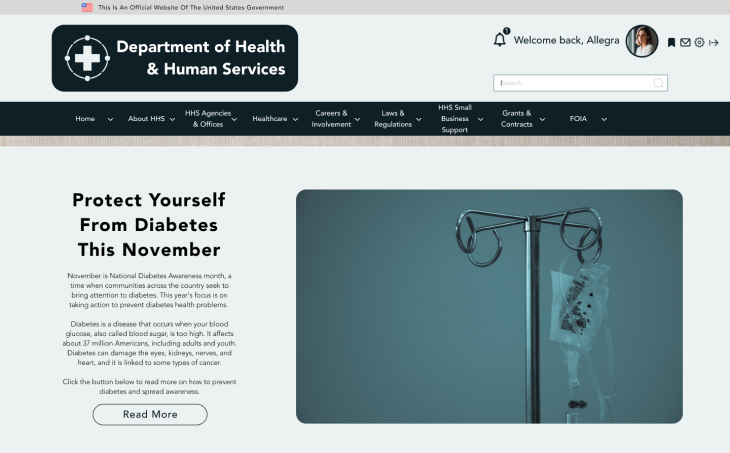 This Is An Official Website Of The United States Government
Department of Health
& Human Services
1
Welcome back, Allegra
Search
Home
About HHS
HHS Agencies
& Offices
Healthcare
Careers &
Involvement
Laws &
Regulations
HHS Small
Business
Support
Grants &
Contracts
FOIA
Protect Yourself
From Diabetes
This November
November is National Diabetes Awareness month, a
time when communities across the country seek to
bring attention to diabetes. This year's focus is on
taking action to prevent diabetes health problems.
Diabetes is a disease that occurs when your blood
glucose, also called blood sugar, is too high. It affects
about 37 million Americans, including adults and youth.
Diabetes can damage the eyes, kidneys, nerves, and
heart, and it is linked to some types of cancer.
Click the button below to read more on how to prevent
diabetes and spread awareness.
Read More